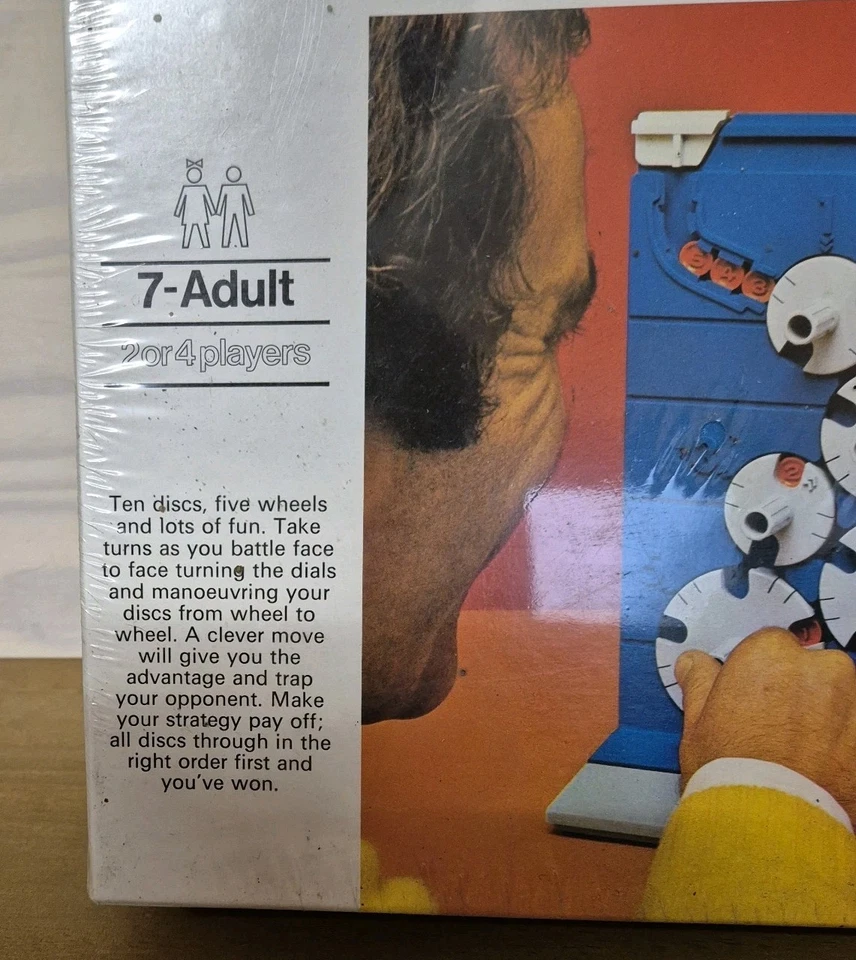 7-Adult
2or4players
Ten discs, five wheels
and lots of fun. Take
turns as you battle face
to face turning the dials
and manoeuvring your
discs from wheel to
wheel. A clever move
will give you the
advantage and trap
your opponent. Make
your strategy pay off;
all discs through in the
right order first and
you've won.